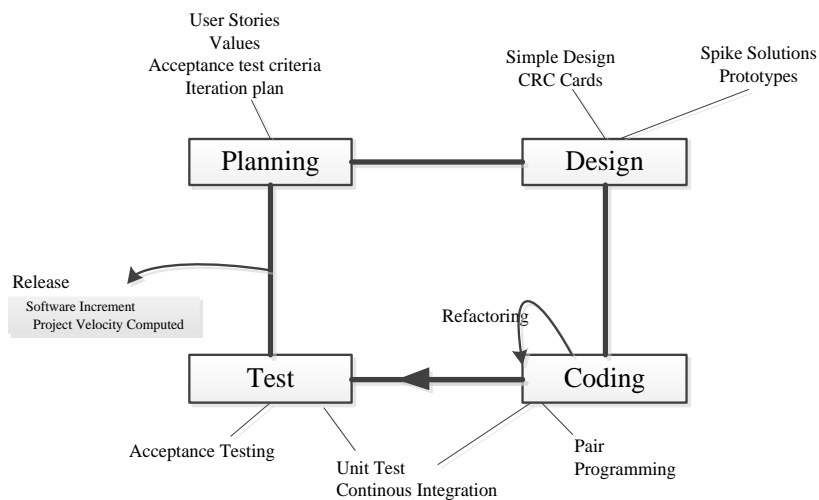 User Stories
Values
Acceptance test criteria
Iteration plan
Simple Design
CRC Cards
Spike Solutions
Prototypes
Planning
Design
Release
Software Increment
Project Velocity Computed
Refactoring
Test
Coding
Acceptance Testing
Unit Test
Continous Integration
Pair
Programming